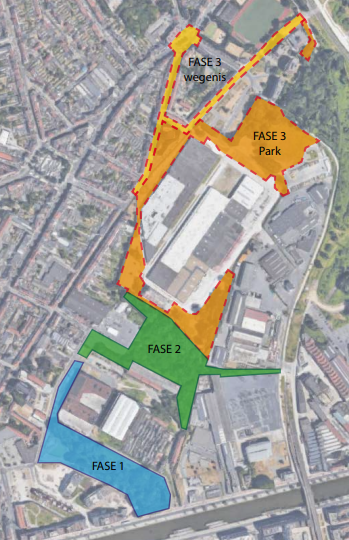 FASE 3
wegenis
FASE 3
Park
FASE 2
FASE 1